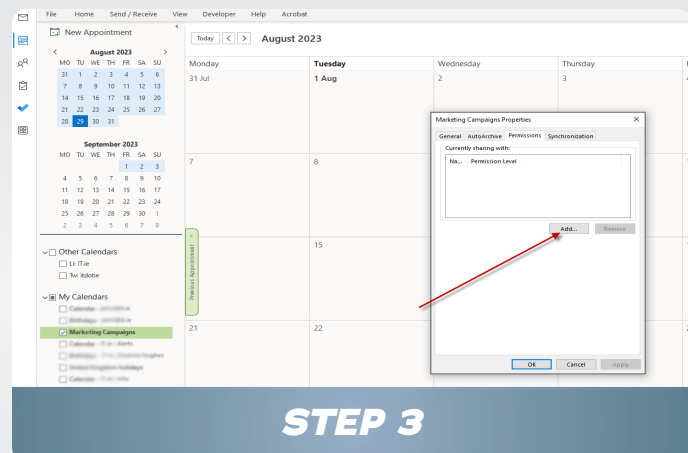 File Home Send / Receive View Developer Help Acrobat
New Appointment
Today < > August 2023
< August 2023 >
MO TU WE TH FR SA SU
31 1 2 3 4 5 6
7 8 9 10 11 12 13
14 15 16 17 18 19 20
21 22 23 24 25 26 27
28 29 30 31
September 2023
MO TU WE TH FR SA SU
1 2 3
4 5 6 7 8 9 10
11 12 13 14 15 16 17
18 19 20 21 22 23 24
25 26 27 28 29 30 1
2 3 4 5 6 7 8
Other Calendars
Li: IT.ie
Tw: itdotie
My Calendars
Marketing Campaigns
Monday Tuesday Wednesday Thursday
31 Jul 1 Aug 2 3
7 8
15
21 22
Previous Appointment
Marketing Campaigns Properties
General AutoArchive Permissions Synchronization
Currently sharing with:
Na... Permission Level
Add... Remove
OK Cancel Apply
STEP 3